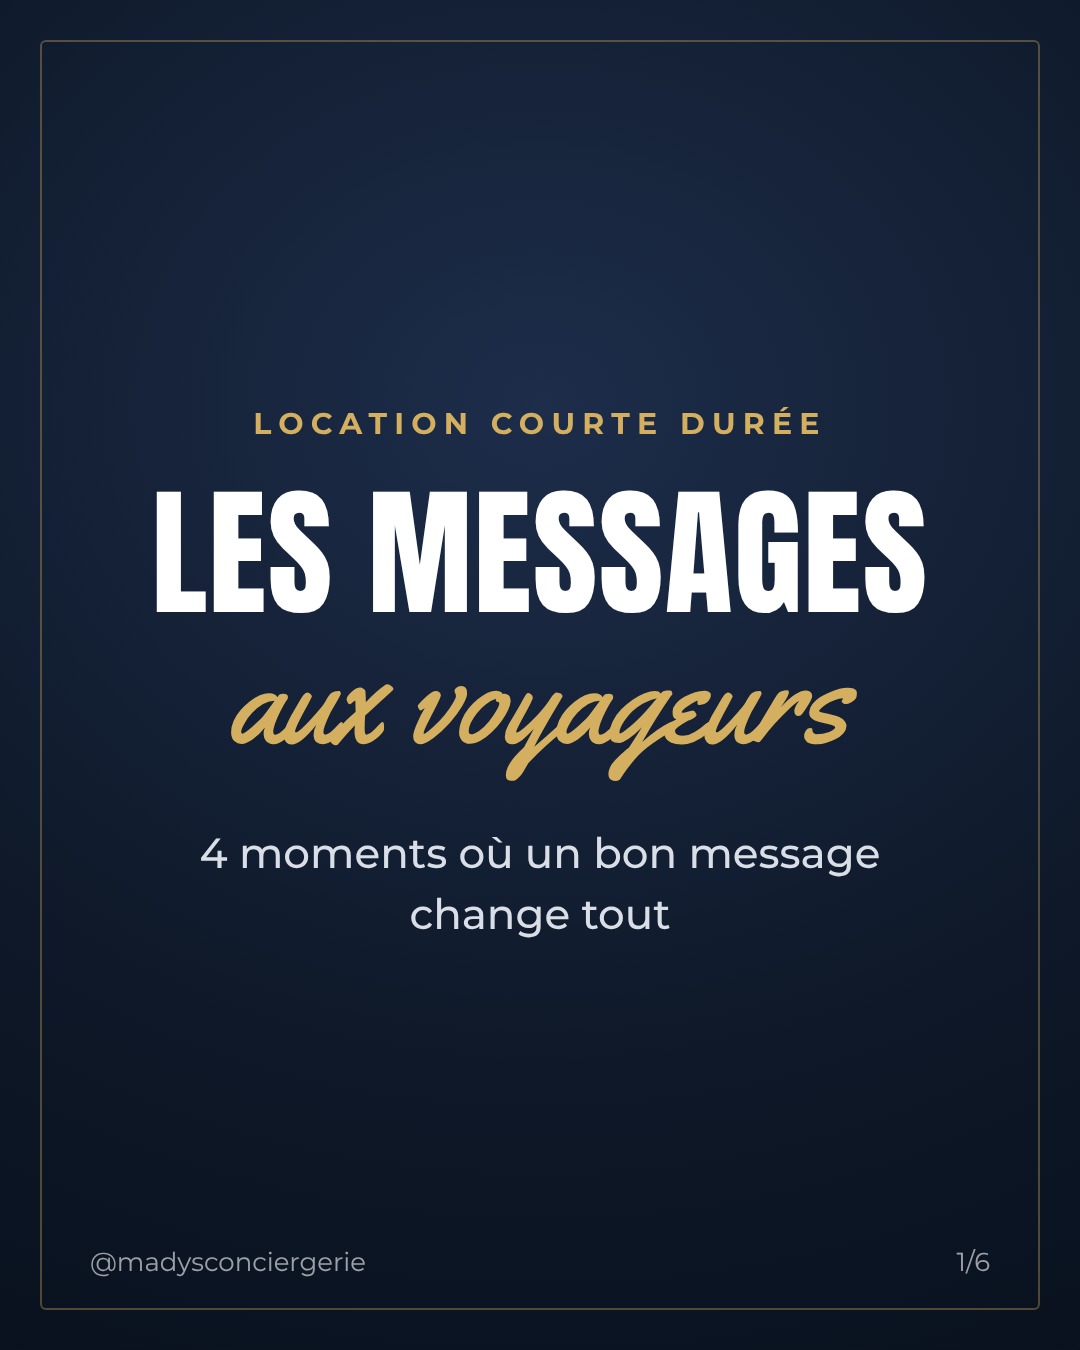 LOCATION COURTE DURÉE
LES MESSAGES
aux voyageurs
4 moments où un bon message
change tout
@madysconciergerie
1/6